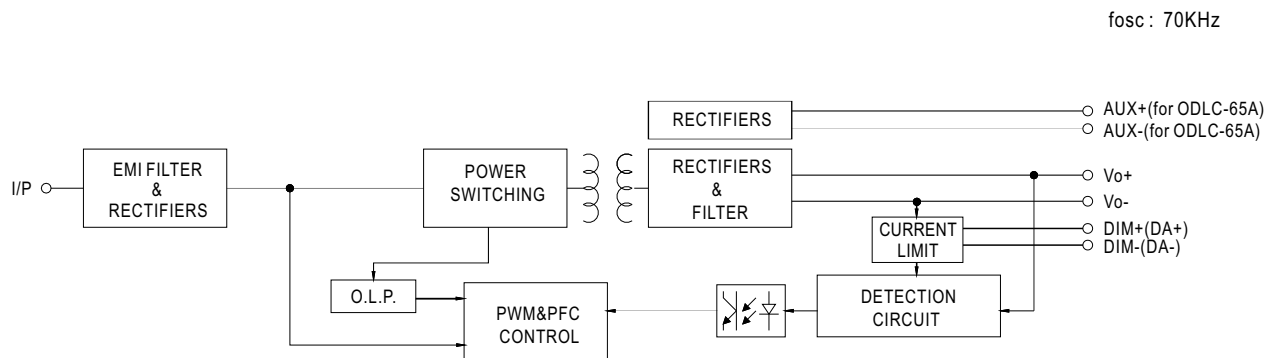 fosc : 70KHz
RECTIFIERS
AUX+(for ODLC-65A)
AUX-(for ODLC-65A)
I/P
EMI FILTER
&
RECTIFIERS
POWER
SWITCHING
RECTIFIERS
&
FILTER
Vo+
Vo-
CURRENT
LIMIT
DIM+(DA+)
DIM-(DA-)
O.L.P.
PWM&PFC
CONTROL
DETECTION
CIRCUIT